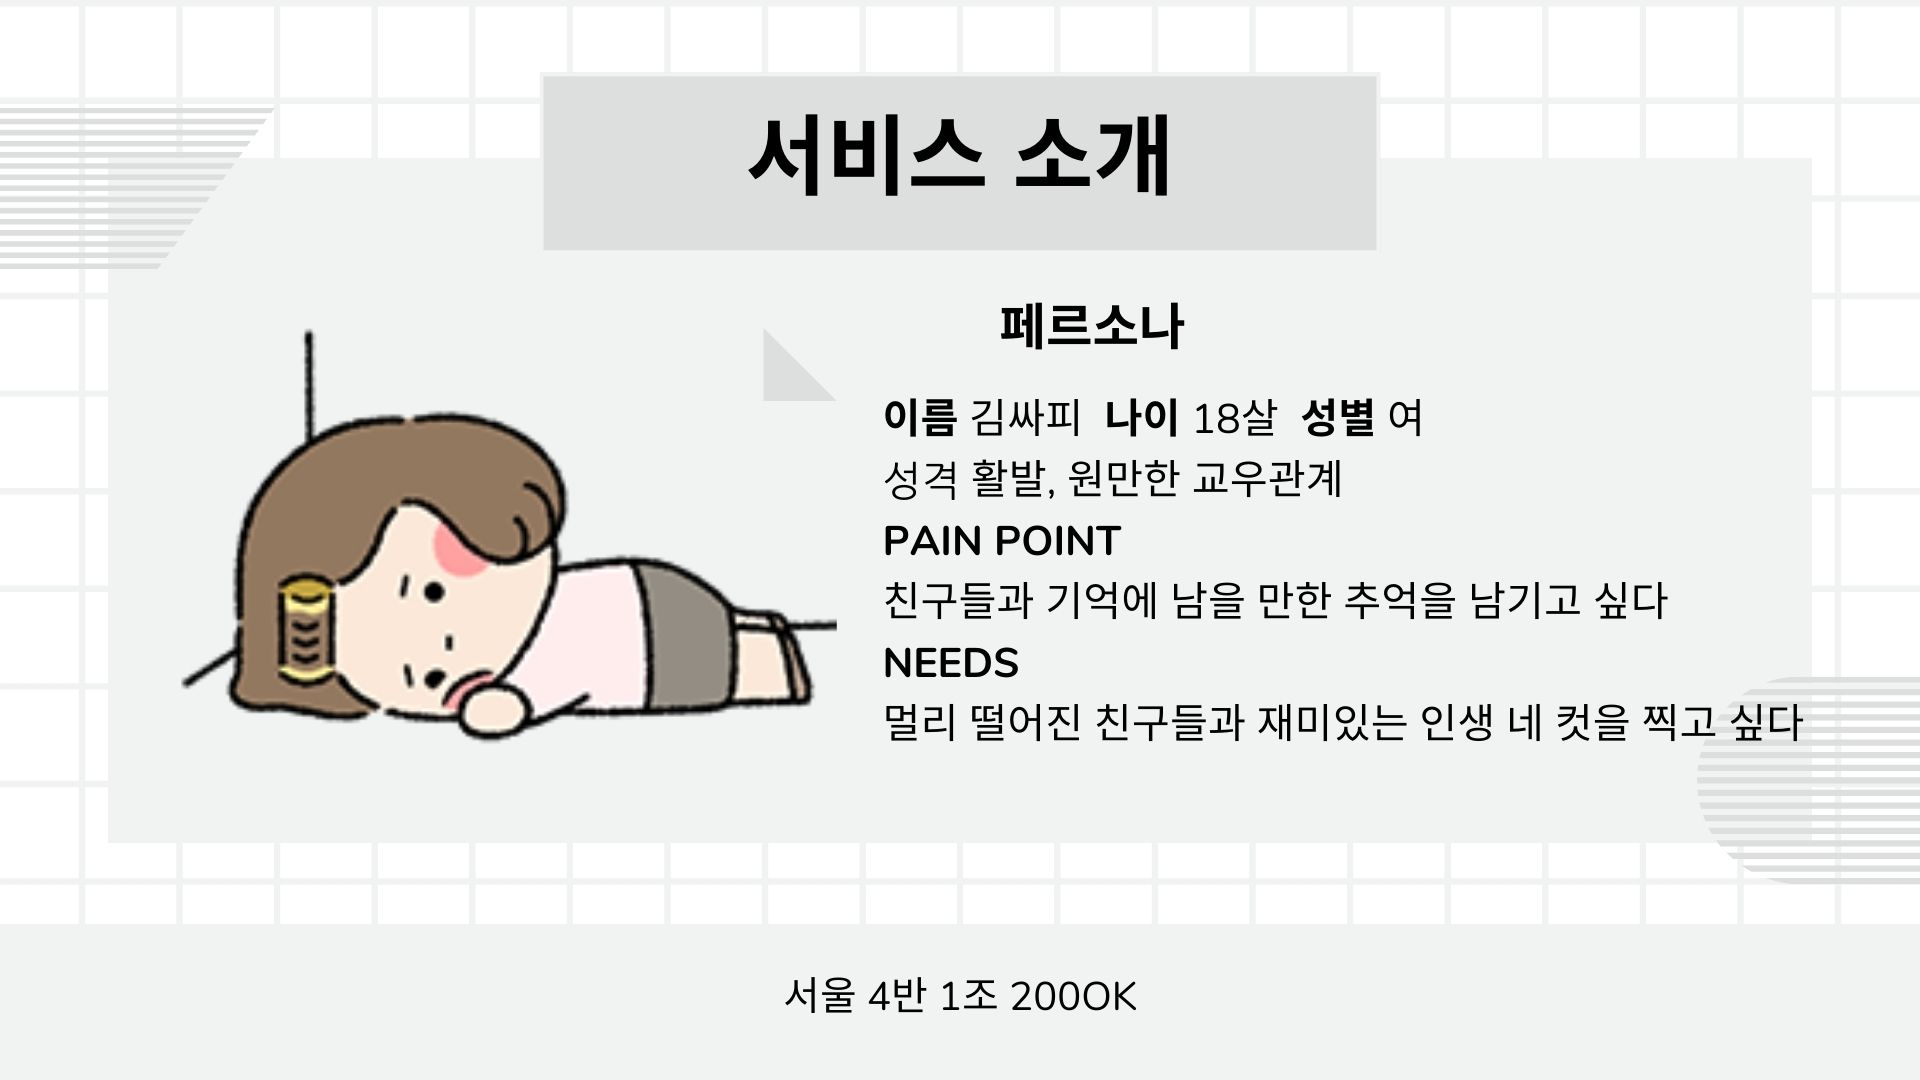 서비스 소개
페르소나
이름 김싸피 나이 18살 성별 여
성격 활발, 원만한 교우관계
PAIN POINT
친구들과 기억에 남을 만한 추억을 남기고 싶다
NEEDS
멀리 떨어진 친구들과 재미있는 인생 네 컷을 찍고 싶다
서울 4반 1조 200OK